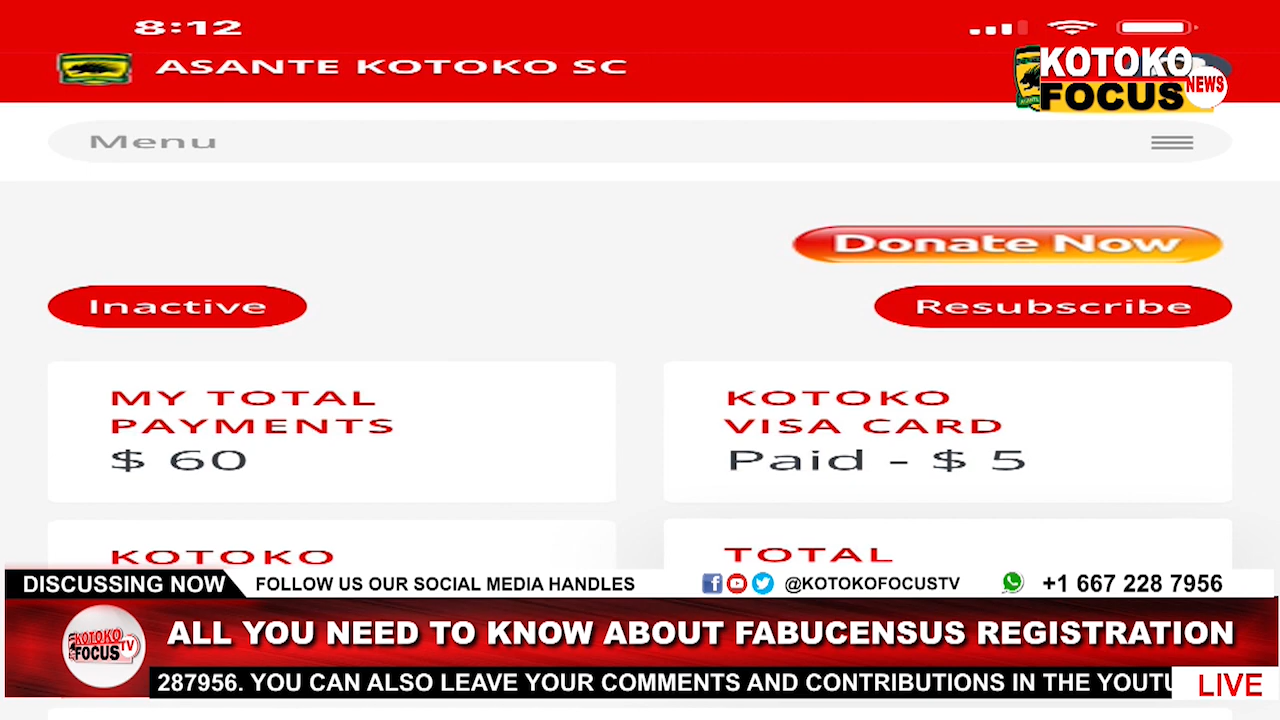 8:12
ASANTE KOTOKO SC
KOTOKO
FOCUS NEWS
Menu
Donate Now
Inactive
Resubscribe
MY TOTAL
PAYMENTS
$ 60
KOTOKO
VISA CARD
Paid - $ 5
KOTOKO
TOTAL
DISCUSSING NOW
FOLLOW US OUR SOCIAL MEDIA HANDLES
@KOTOKOFOCUSTV
+1 667 228 7956
KOTOKO
FOCUS TV
ALL YOU NEED TO KNOW ABOUT FABUCENSUS REGISTRATION
287956. YOU CAN ALSO LEAVE YOUR COMMENTS AND CONTRIBUTIONS IN THE YOUTU
LIVE